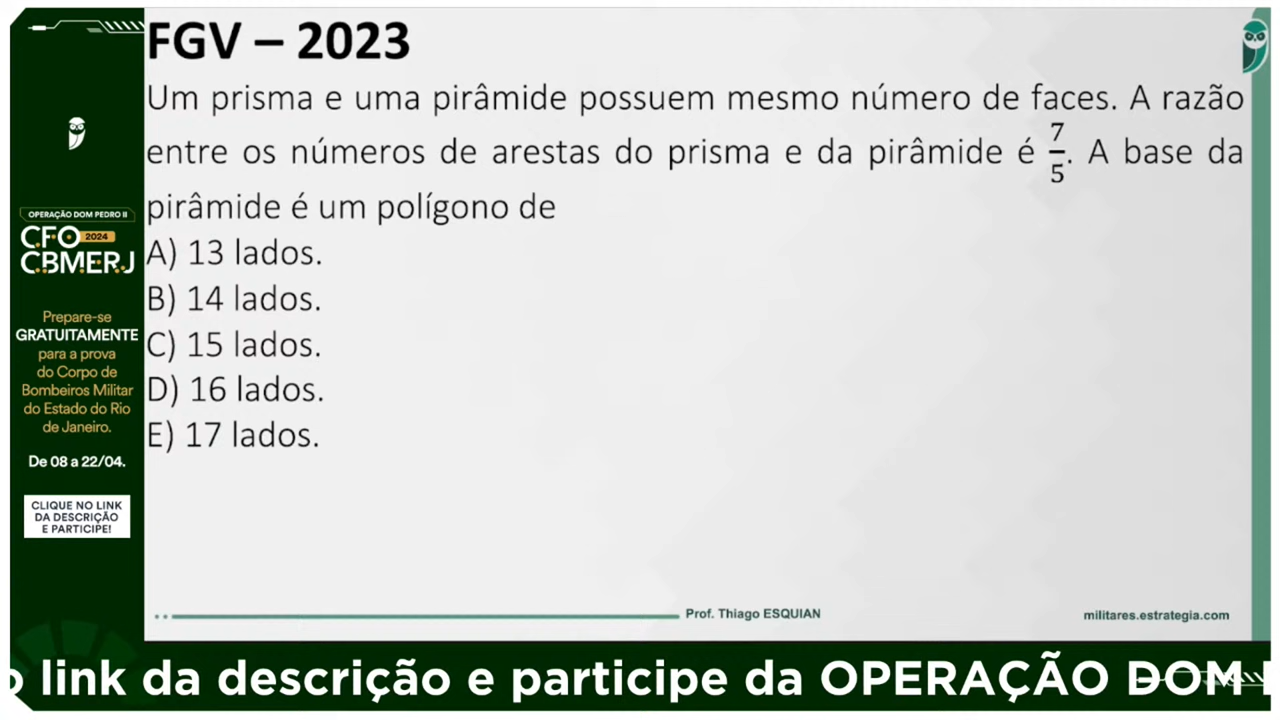 FGV – 2023
Um prisma e uma pirâmide possuem mesmo número de faces. A razão
entre os números de arestas do prisma e da pirâmide é 7/5. A base da
pirâmide é um polígono de
A) 13 lados.
B) 14 lados.
C) 15 lados.
D) 16 lados.
E) 17 lados.
OPERAÇÃO DOM PEDRO II
CFO 2024
CBMERJ
Prepare-se
GRATUITAMENTE
para a prova
do Corpo de
Bombeiros Militar
do Estado do Rio
de Janeiro.
De 08 a 22/04.
CLIQUE NO LINK
DA DESCRIÇÃO
E PARTICIPE!
Prof. Thiago ESQUIAN
militares.estrategia.com
o link da descrição e participe da OPERAÇÃO DOM